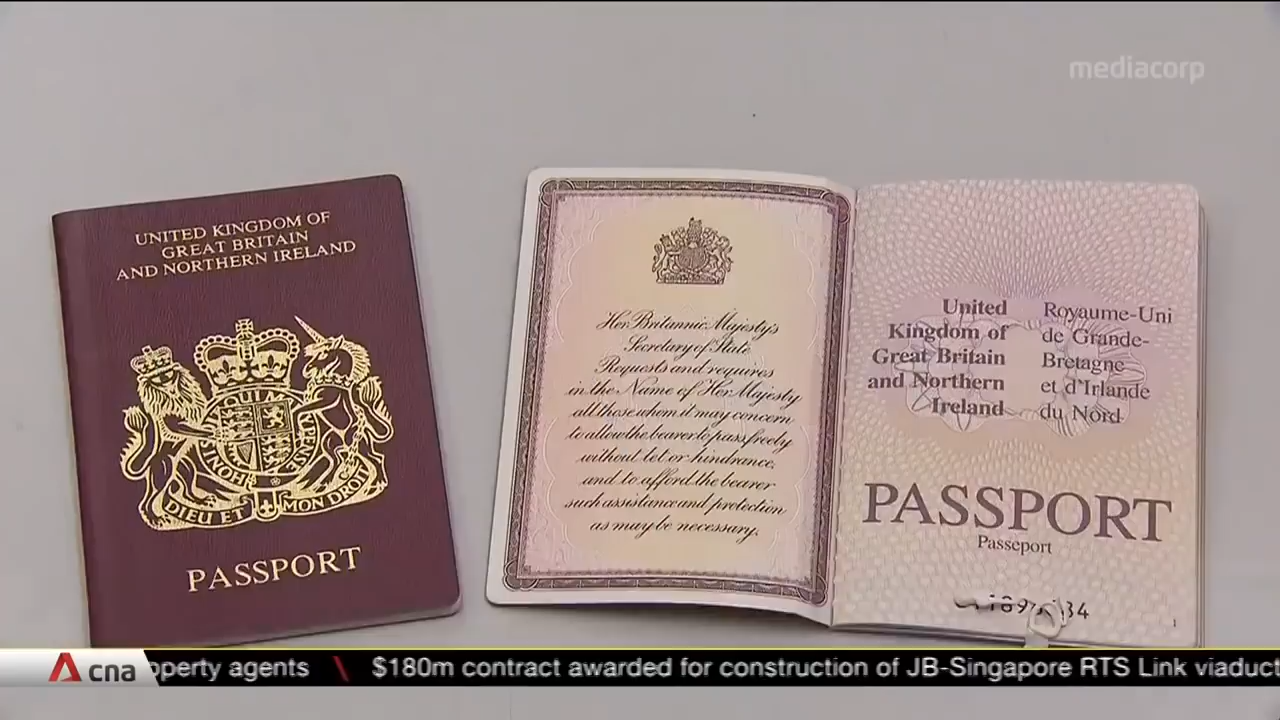 mediacorp
UNITED KINGDOM OF
GREAT BRITAIN
AND NORTHERN IRELAND
DIEU ET MON DROIT
PASSPORT
Her Britannic Majesty's
Secretary of State
Requests and requires
in the Name of Her Majesty
all those whom it may concern
to allow the bearer to pass freely
without let or hindrance,
and to afford the bearer
such assistance and protection
as may be necessary.
United
Kingdom of
Great Britain
and Northern
Ireland
Royaume-Uni
de Grande-
Bretagne
et d'Irlande
du Nord
PASSPORT
Passeport
1
cna
operty agents \ $180m contract awarded for construction of JB-Singapore RTS Link viaduct